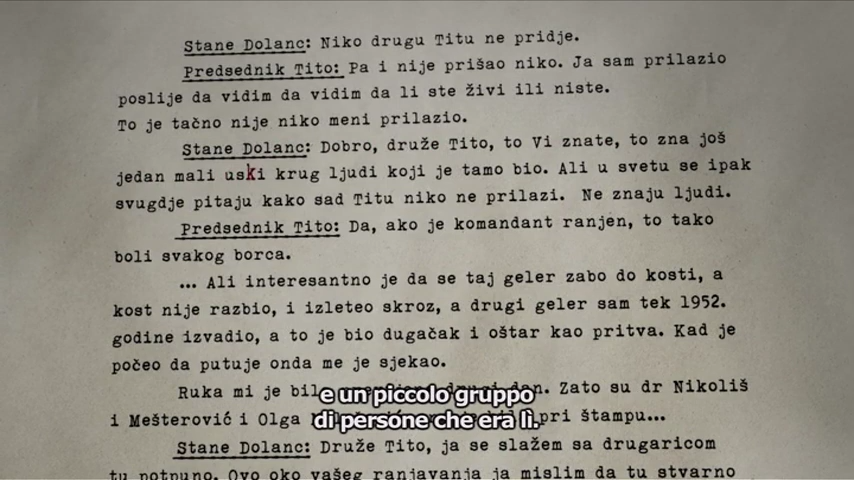 Stane Dolanc: Niko drugu Titu ne pridje.
Predsednik Tito: Pa i nije prišao niko. Ja sam prilazio
poslije da vidim da vidim da li ste živi ili niste.
To je tačno nije niko meni prilazio.
Stane Dolanc: Dobro, druže Tito, to Vi znate, to zna još
jedan mali uski krug ljudi koji je tamo bio. Ali u svetu se ipak
svugdje pitaju kako sad Titu niko ne prilazi. Ne znaju ljudi.
Predsednik Tito: Da, ako je komandant ranjen, to tako
boli svakog borca.
... Ali interesantno je da se taj geler zabo do kosti, a
kost nije razbio, i izleteo skroz, a drugi geler sam tek 1952.
godine izvadio, a to je bio dugačak i oštar kao pritva. Kad je
počeo da putuje onda me je sjekao.
Ruka mi je dan. Zato su dr Nikoliš
i Mešterović i Olga pri štampu...
e un piccolo gruppo
di persone che era lì.
Stane Dolanc: Druže Tito, ja se slažem sa drugaricom
tu potpuno. Ovo oko vašeg ranjavanja ja mislim da tu stvarno